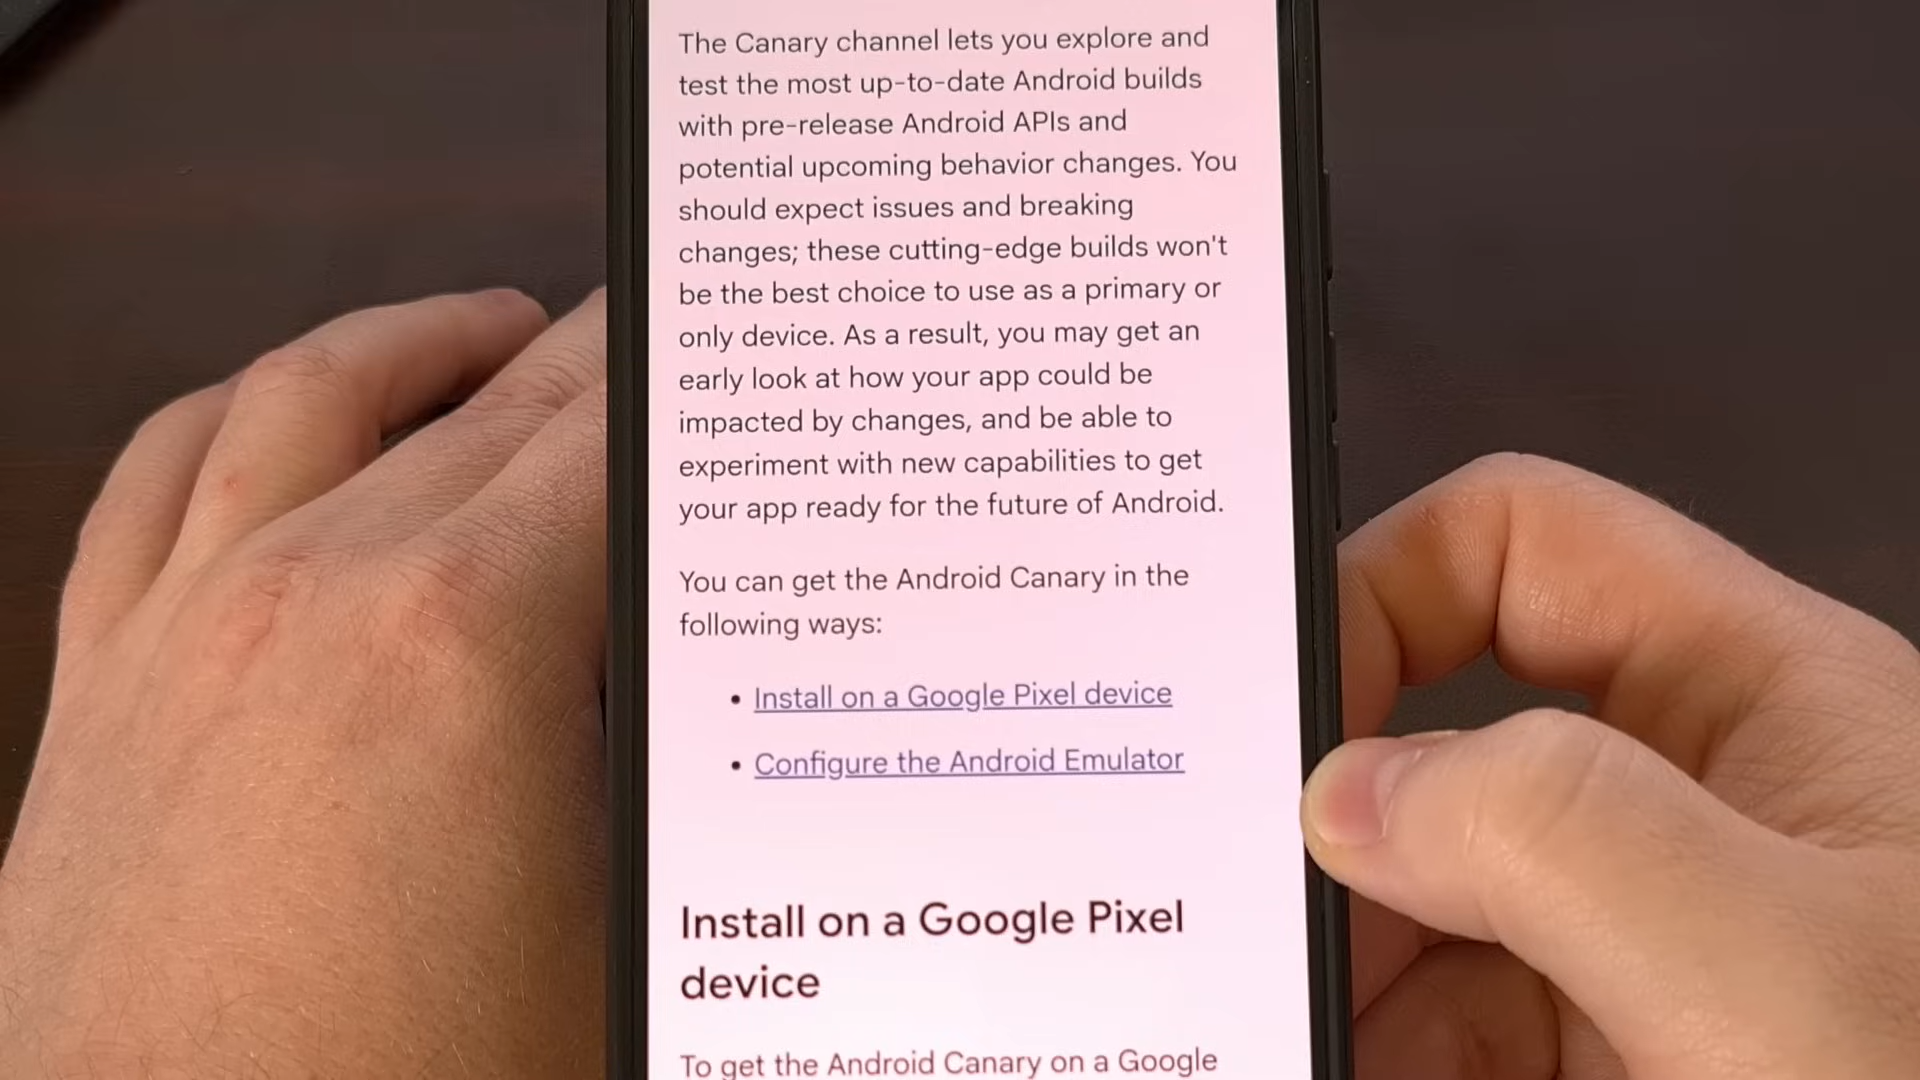 The Canary channel lets you explore and
test the most up-to-date Android builds
with pre-release Android APIs and
potential upcoming behavior changes. You
should expect issues and breaking
changes; these cutting-edge builds won't
be the best choice to use as a primary or
only device. As a result, you may get an
early look at how your app could be
impacted by changes, and be able to
experiment with new capabilities to get
your app ready for the future of Android.
You can get the Android Canary in the
following ways:
• Install on a Google Pixel device
• Configure the Android Emulator
Install on a Google Pixel
device
To get the Android Canary on a Google